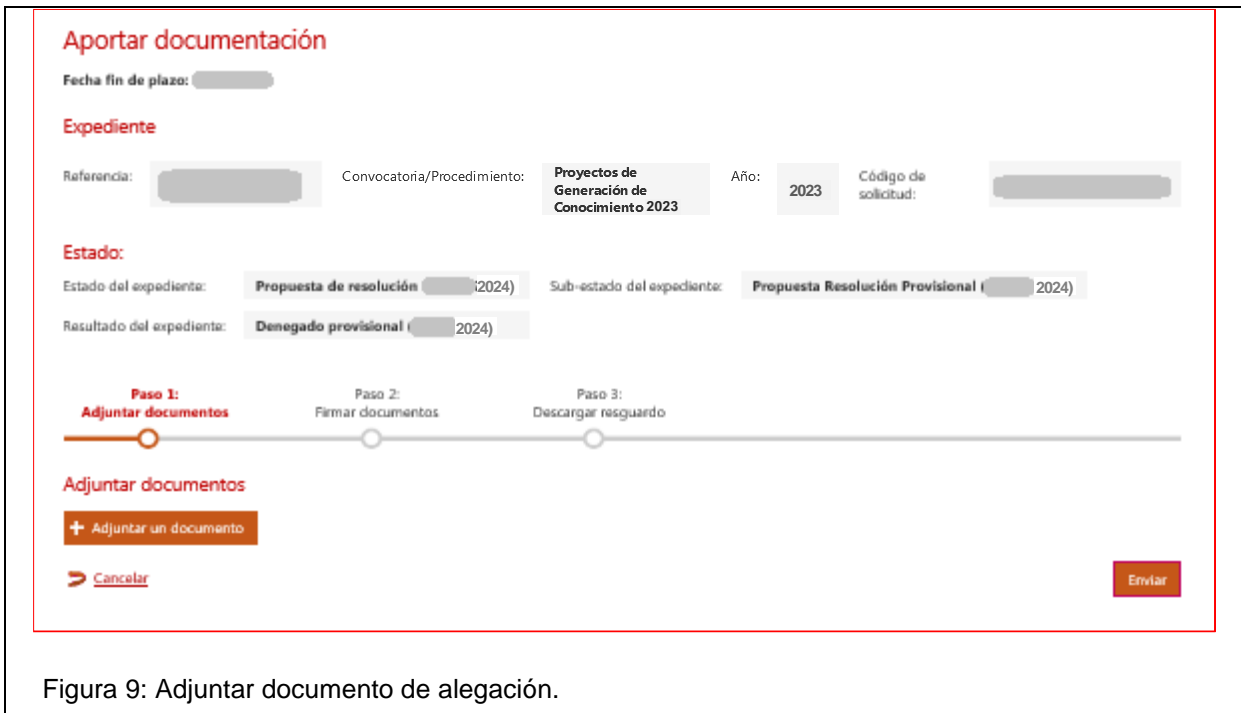 Aportar documentación
Fecha fin de plazo:
Expediente
Referencia: Convocatoria/Procedimiento: Proyectos de Generación de Conocimiento 2023 Año: 2023 Código de solicitud:
Estado:
Estado del expediente: Propuesta de resolución 2024) Sub-estado del expediente: Propuesta Resolución Provisional ( 2024)
Resultado del expediente: Denegado provisional ( 2024)
Paso 1: Paso 2: Paso 3:
Adjuntar documentos Firmar documentos Descargar resguardo
Adjuntar documentos
+ Adjuntar un documento
Cancelar Enviar
Figura 9: Adjuntar documento de alegación.